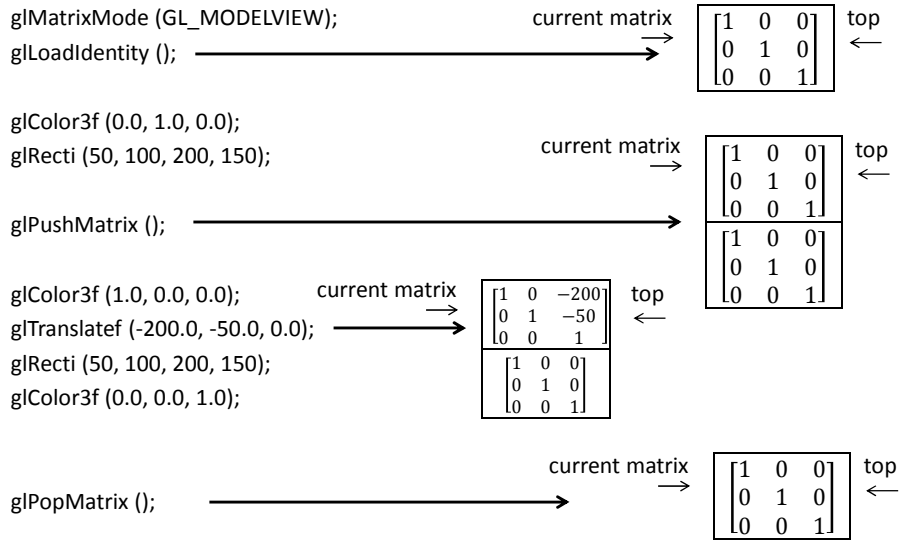 glMatrixMode (GL_MODELVIEW); current matrix top
glLoadIdentity ();
1 0 0
0 1 0
0 0 1
glColor3f (0.0, 1.0, 0.0);
glRecti (50, 100, 200, 150); current matrix top
1 0 0
0 1 0
0 0 1
glPushMatrix ();
1 0 0
0 1 0
0 0 1
glColor3f (1.0, 0.0, 0.0); current matrix top
glTranslatef (-200.0, -50.0, 0.0);
1 0 −200
0 1 −50
0 0 1
glRecti (50, 100, 200, 150);
glColor3f (0.0, 0.0, 1.0);
1 0 0
0 1 0
0 0 1
current matrix top
glPopMatrix ();
1 0 0
0 1 0
0 0 1